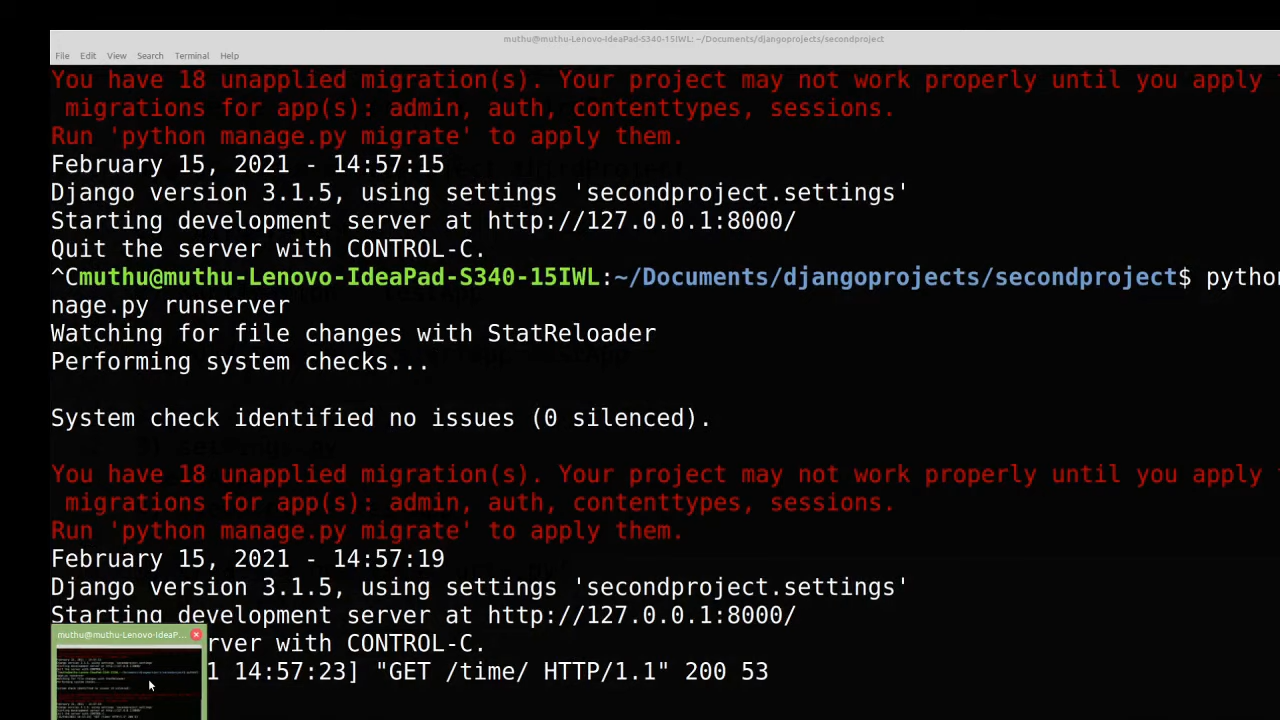 muthu@muthu-Lenovo-IdeaPad-S340-15IWL: ~/Documents/djangoprojects/secondproject
File Edit View Search Terminal Help
You have 18 unapplied migration(s). Your project may not work properly until you apply
migrations for app(s): admin, auth, contenttypes, sessions.
Run 'python manage.py migrate' to apply them.
February 15, 2021 - 14:57:15
Django version 3.1.5, using settings 'secondproject.settings'
Starting development server at http://127.0.0.1:8000/
Quit the server with CONTROL-C.
^Cmuthu@muthu-Lenovo-IdeaPad-S340-15IWL:~/Documents/djangoprojects/secondproject$ python
nage.py runserver
Watching for file changes with StatReloader
Performing system checks...
System check identified no issues (0 silenced).
You have 18 unapplied migration(s). Your project may not work properly until you apply
migrations for app(s): admin, auth, contenttypes, sessions.
Run 'python manage.py migrate' to apply them.
February 15, 2021 - 14:57:19
Django version 3.1.5, using settings 'secondproject.settings'
Starting development server at http://127.0.0.1:8000/
muthu@muthu-Lenovo-IdeaP...
erver with CONTROL-C.
1 14:57:23] "GET /time/ HTTP/1.1" 200 53